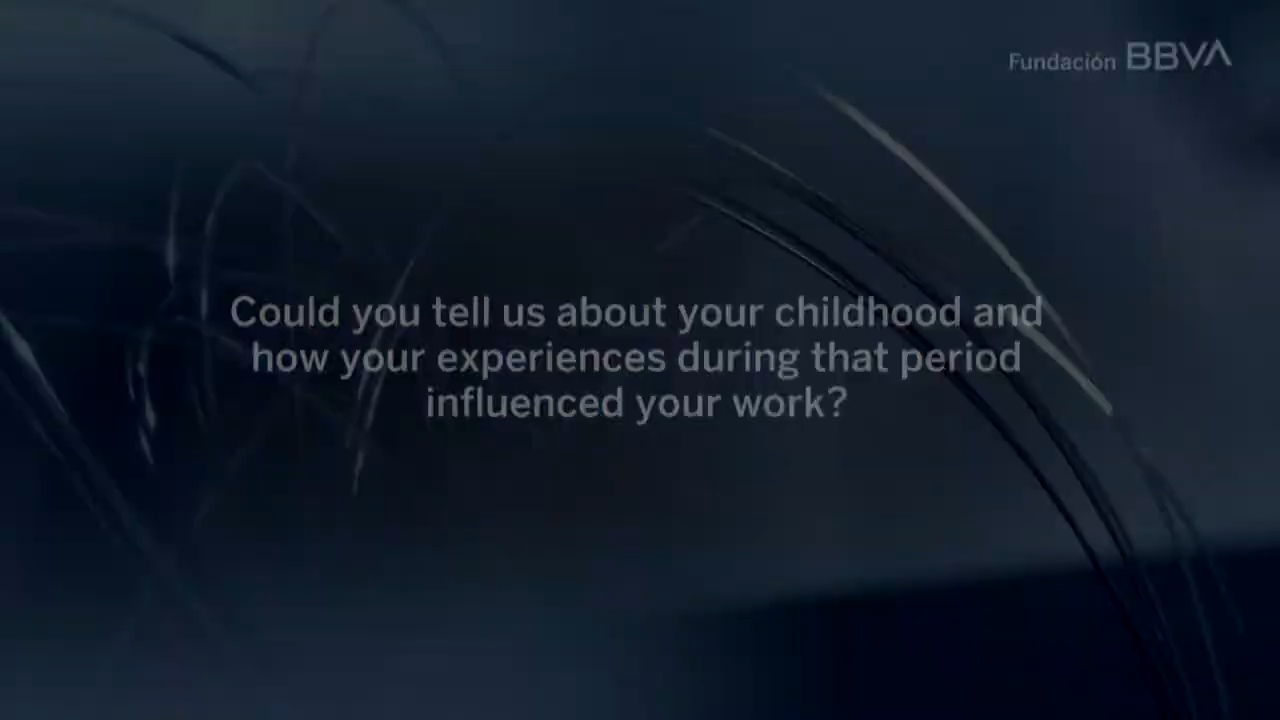 Fundación BBVA
Could you tell us about your childhood and
how your experiences during that period
influenced your work?